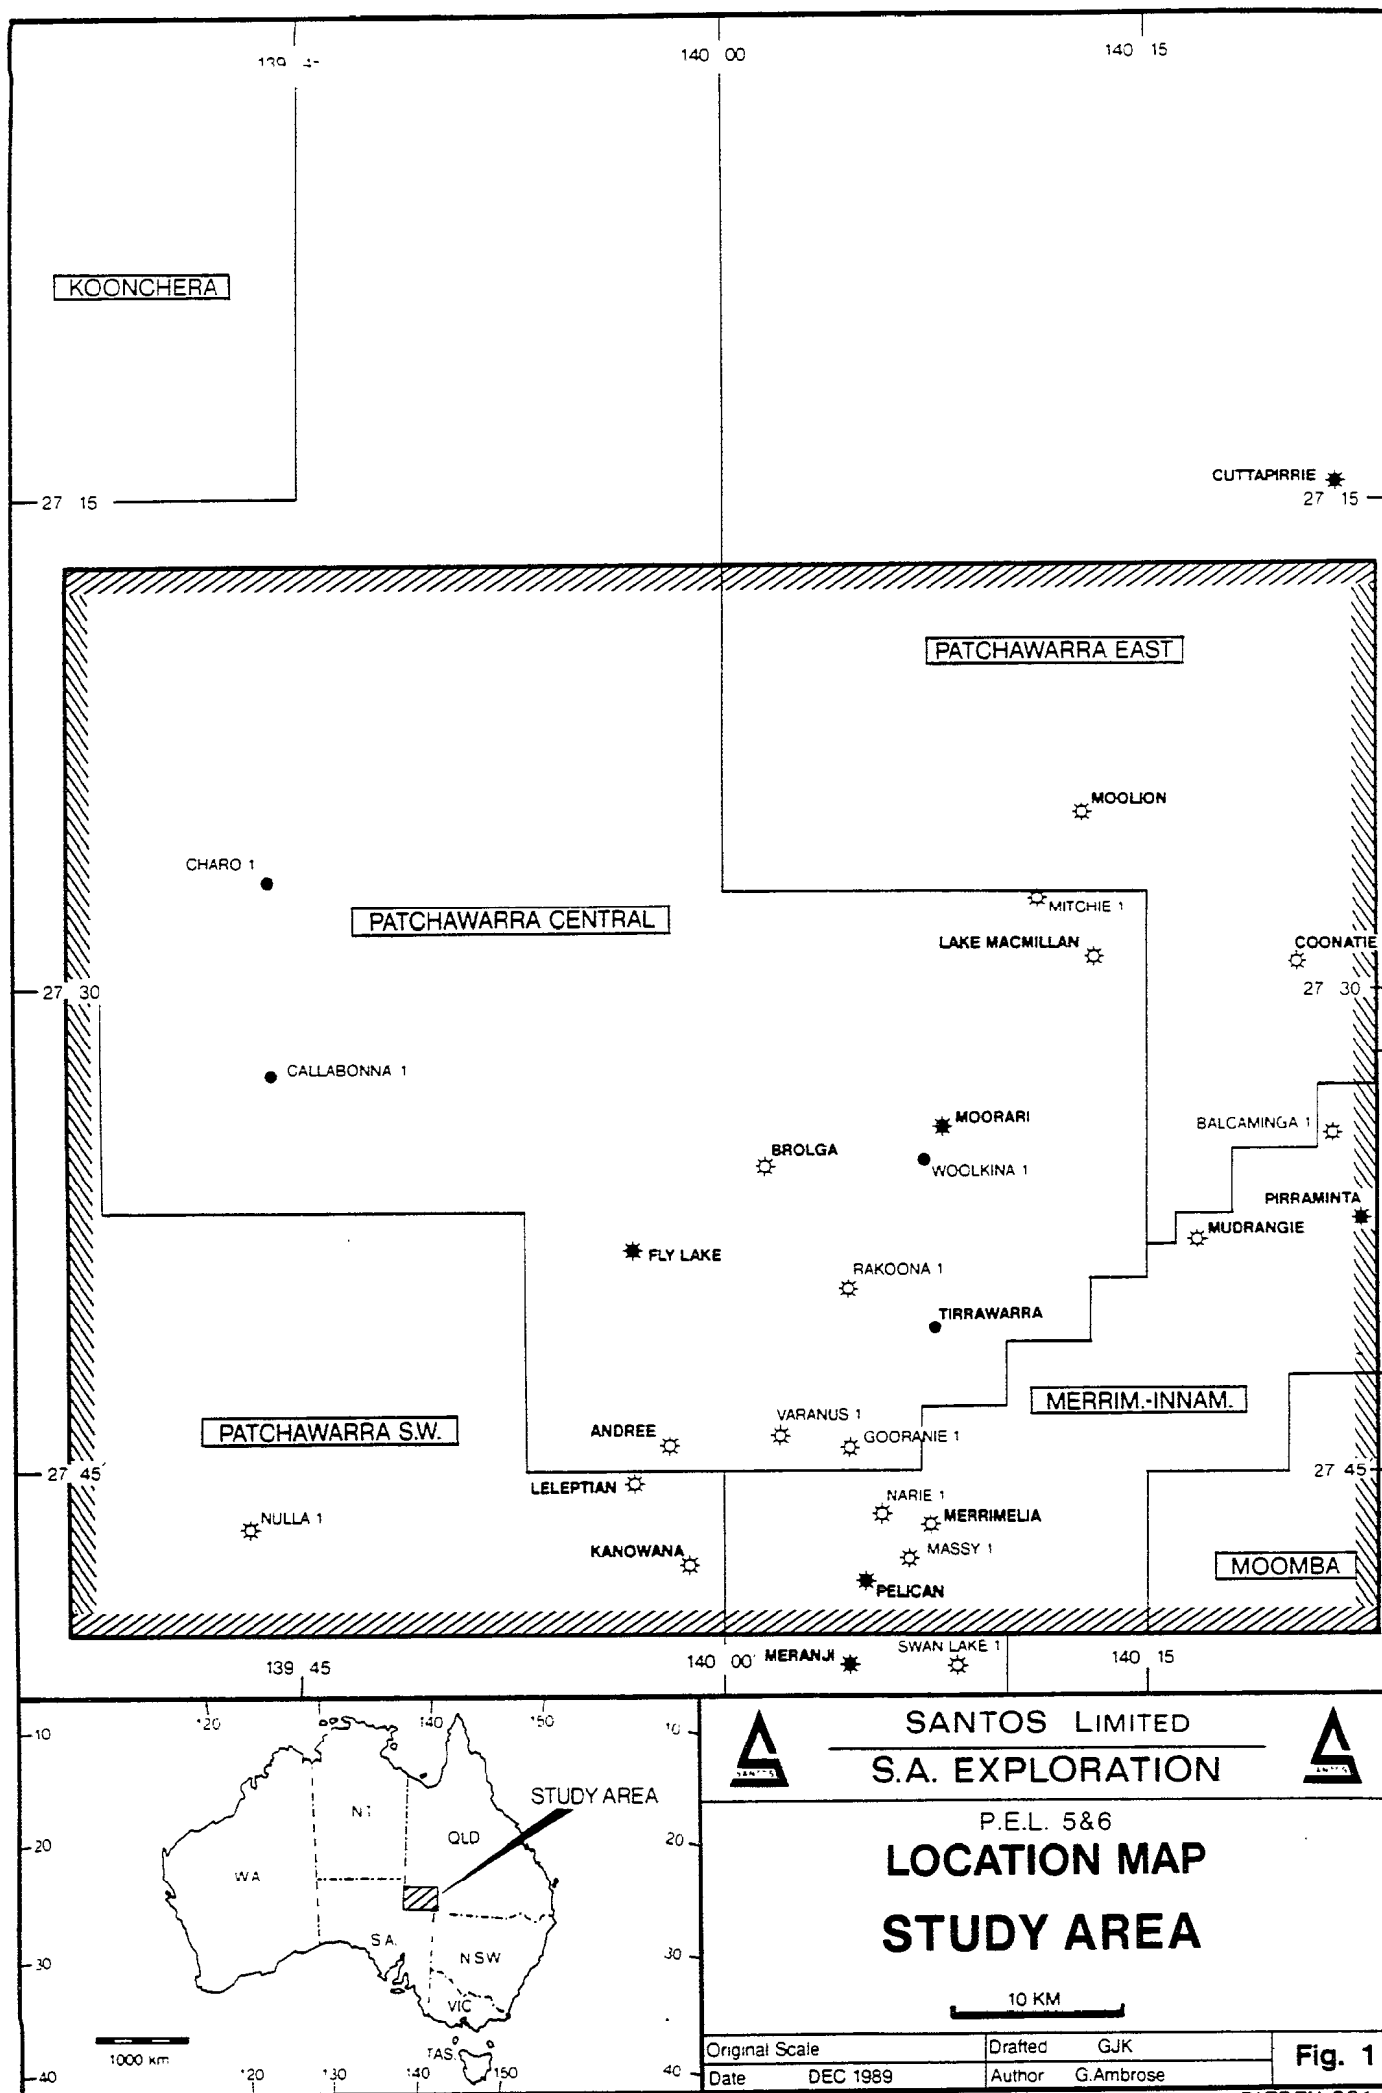 140 00
140 15
KOONCHERA
CUTTAPIRRIE
27 15
27 15
PATCHAWARRA EAST
MOOLION
CHARO 1
MITCHIE 1
PATCHAWARRA CENTRAL
LAKE MACMILLAN
COONATIE
27 30
27 30
CALLABONNA 1
MOORARI
BALCAMINGA 1
BROLGA
WOOLKINA 1
PIRRAMINTA
MUDRANGIE
FLY LAKE
RAKOONA 1
TIRRAWARRA
MERRIM.-INNAM.
PATCHAWARRA S.W.
VARANUS 1
ANDREE
GOORANIE 1
27 45'
27 45
LELEPTIAN
NARIE 1
NULLA 1
MERRIMELIA
KANOWANA
MASSY 1
MOOMBA
PELICAN
139 45
140 00'
MERANJI
SWAN LAKE 1
140 15
120
140
150
10
10
STUDY AREA
NT
QLD
20
20
WA
S.A.
NSW
30
30
VIC
TAS.
1000 km
40
120
130
140
150
40
SANTOS LIMITED
S.A. EXPLORATION
SANTOS
SANTOS
P.E.L. 5&6
LOCATION MAP
STUDY AREA
10 KM
Original Scale
Drafted GJK
Fig. 1
Date DEC 1989
Author G.Ambrose